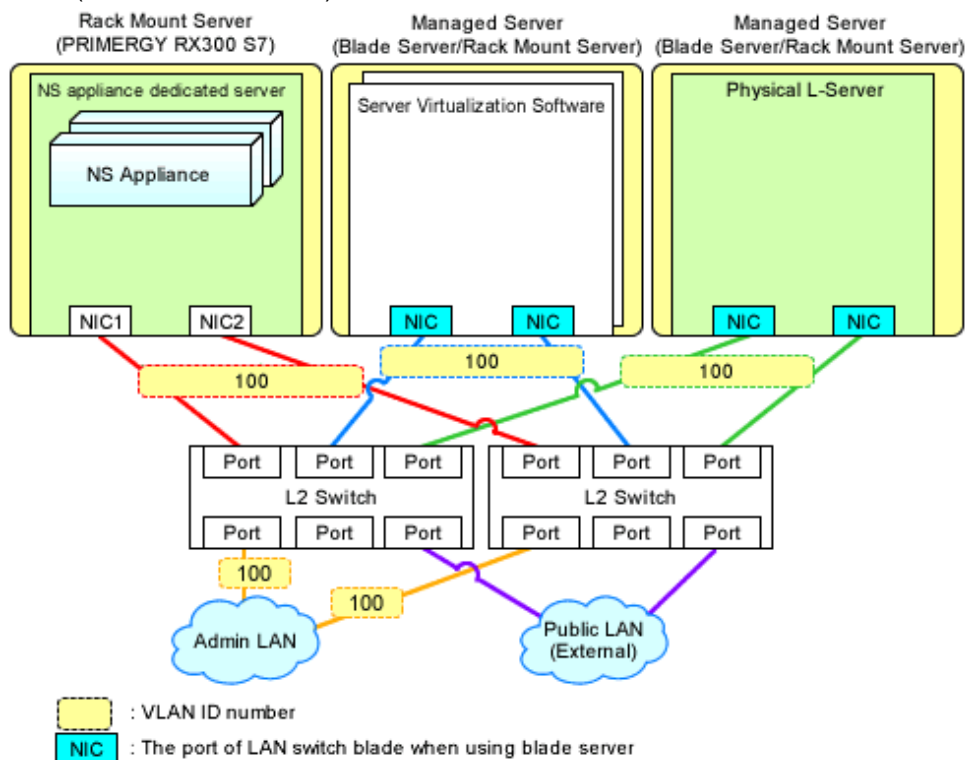 Rack Mount Server
(PRIMERGY RX300 S7)
Managed Server
(Blade Server/Rack Mount Server)
Managed Server
(Blade Server/Rack Mount Server)
NS appliance dedicated server
NS Appliance
Server Virtualization Software
Physical L-Server
NIC1
NIC2
NIC
NIC
NIC
NIC
100
100
100
Port
Port
Port
L2 Switch
Port
Port
Port
Port
Port
Port
L2 Switch
Port
Port
Port
100
100
Admin LAN
Public LAN
(External)
: VLAN ID number
NIC : The port of LAN switch blade when using blade server